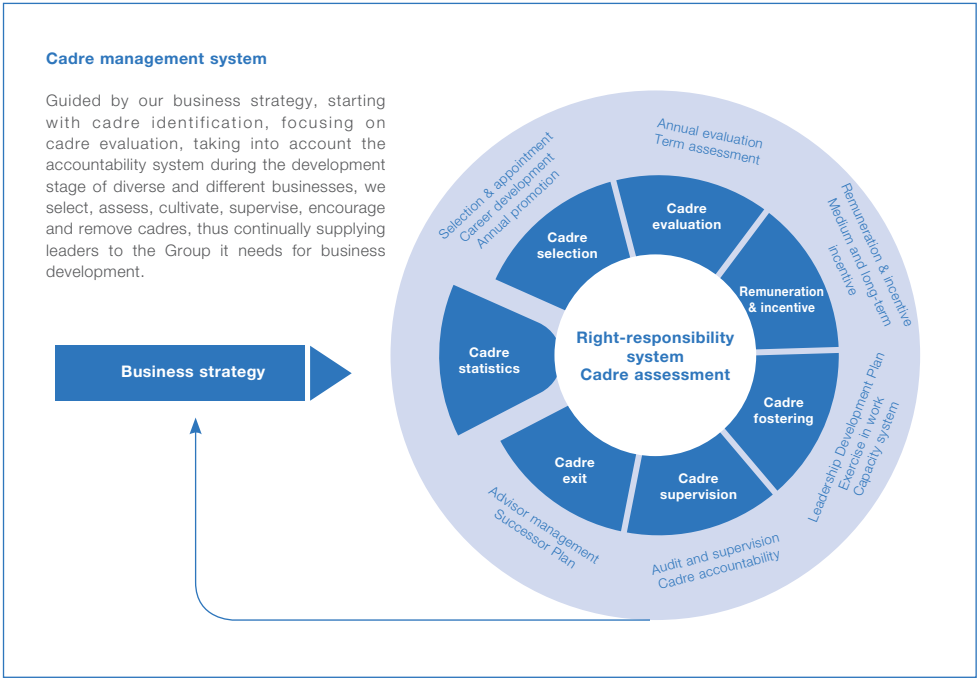 Cadre management system
Guided by our business strategy, starting
with cadre identification, focusing on
cadre evaluation, taking into account the
accountability system during the development
stage of diverse and different businesses, we
select, assess, cultivate, supervise, encourage
and remove cadres, thus continually supplying
leaders to the Group it needs for business
development.
Business strategy
Right-responsibility
system
Cadre assessment
Cadre
statistics
Cadre
selection
Selection & appointment
Career development
Annual promotion
Cadre
evaluation
Annual evaluation
Term assessment
Remuneration
& incentive
Remuneration & incentive
Medium and long-term
incentive
Cadre
fostering
Leadership Development Plan
Exercise in work
Capacity system
Cadre
supervision
Audit and supervision
Cadre accountability
Cadre
exit
Advisor management
Successor Plan